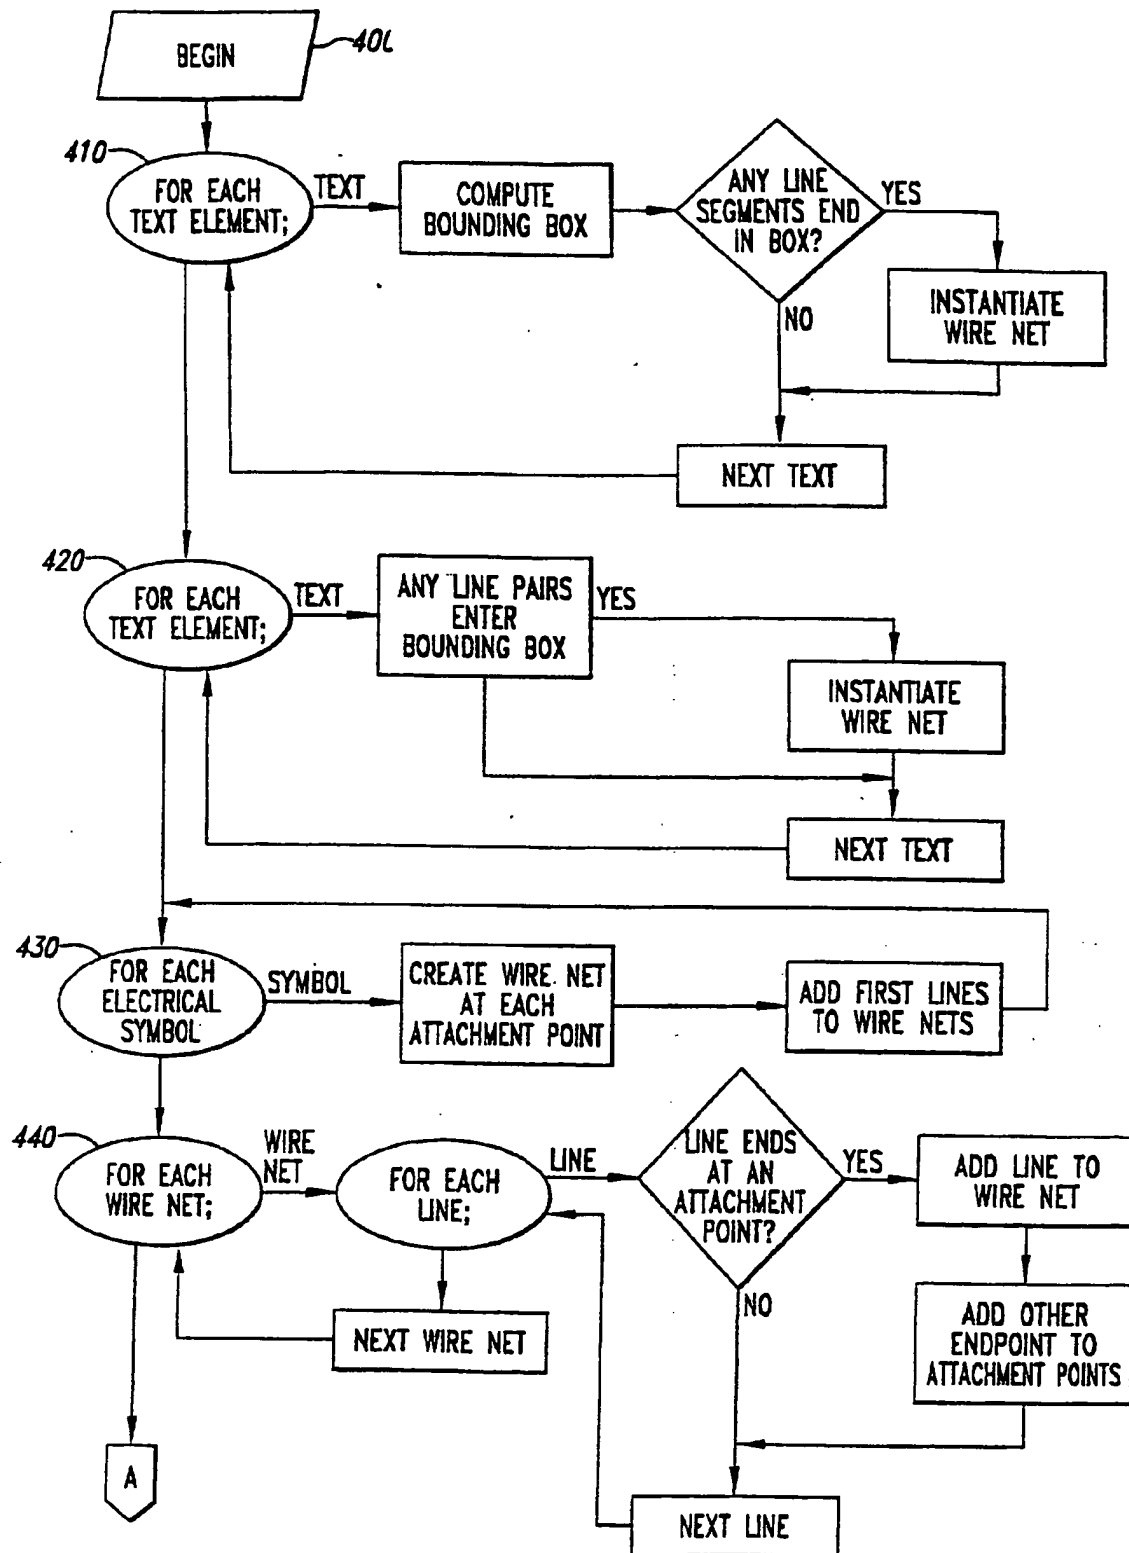 BEGIN
410
FOR EACH
TEXT ELEMENT;
TEXT
COMPUTE
BOUNDING BOX
ANY LINE
SEGMENTS END
IN BOX?
YES
NO
INSTANTIATE
WIRE NET
NEXT TEXT
420
FOR EACH
TEXT ELEMENT;
TEXT
ANY LINE PAIRS
ENTER
BOUNDING BOX
YES
INSTANTIATE
WIRE NET
NEXT TEXT
430
FOR EACH
ELECTRICAL
SYMBOL
SYMBOL
CREATE WIRE NET
AT EACH
ATTACHMENT POINT
ADD FIRST LINES
TO WIRE NETS
440
FOR EACH
WIRE NET;
WIRE
NET
FOR EACH
LINE;
LINE
LINE ENDS
AT AN
ATTACHMENT
POINT?
YES
NO
ADD LINE TO
WIRE NET
ADD OTHER
ENDPOINT TO
ATTACHMENT POINTS
NEXT WIRE NET
A
NEXT LINE